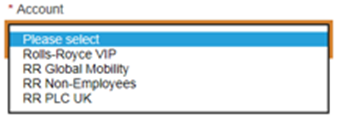 * Account
Please select
Rolls-Royce VIP
RR Global Mobility
RR Non-Employees
RR PLC UK